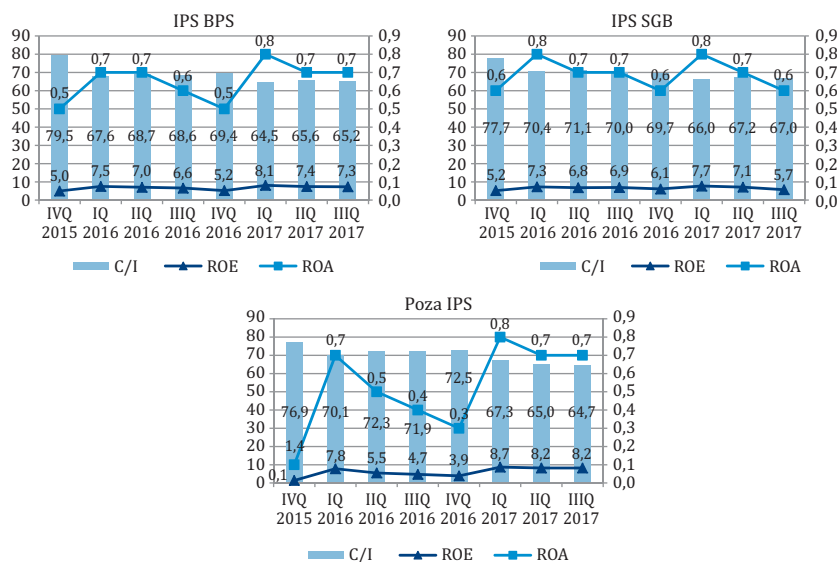 IPS BPS
90 0,9
80 0,8
70 0,7
60 0,6
50 0,5
40 0,4
30 0,3
20 0,2
10 0,1
0 0,0
0,5 0,7 0,7 0,6 0,5 0,8 0,7 0,7
79,5 67,6 68,7 68,6 69,4 64,5 65,6 65,2
5,0 7,5 7,0 6,6 5,2 8,1 7,4 7,3
IVQ IQ IIQ IIIQ IVQ IQ IIQ IIIQ
2015 2016 2016 2016 2016 2017 2017 2017
C/I ROE ROA
IPS SGB
90 0,9
80 0,8
70 0,7
60 0,6
50 0,5
40 0,4
30 0,3
20 0,2
10 0,1
0 0,0
0,6 0,8 0,7 0,7 0,6 0,8 0,7 0,6
77,7 70,4 71,1 70,0 69,7 66,0 67,2 67,0
5,2 7,3 6,8 6,9 6,1 7,7 7,1 5,7
IVQ IQ IIQ IIIQ IVQ IQ IIQ IIIQ
2015 2016 2016 2016 2016 2017 2017 2017
C/I ROE ROA
Poza IPS
90 0,9
80 0,8
70 0,7
60 0,6
50 0,5
40 0,4
30 0,3
20 0,2
10 0,1
0 0,0
0,1 0,7 0,5 0,4 0,3 0,8 0,7 0,7
76,9 70,1 72,3 71,9 72,5 67,3 65,0 64,7
1,4 7,8 5,5 4,7 3,9 8,7 8,2 8,2
IVQ IQ IIQ IIIQ IVQ IQ IIQ IIIQ
2015 2016 2016 2016 2016 2017 2017 2017
C/I ROE ROA